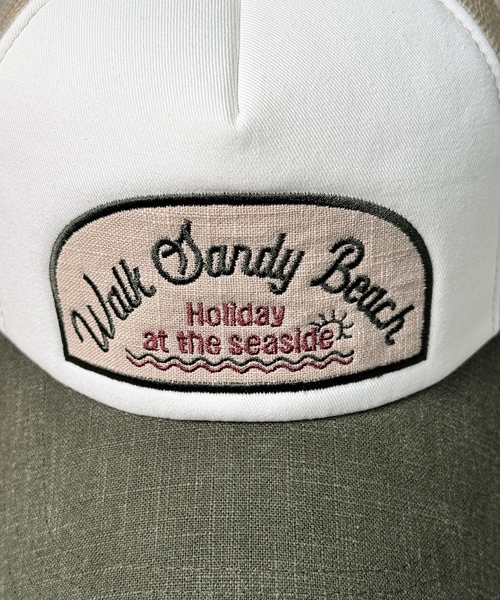 Walk Sandy Beach
Holiday
at the seaside